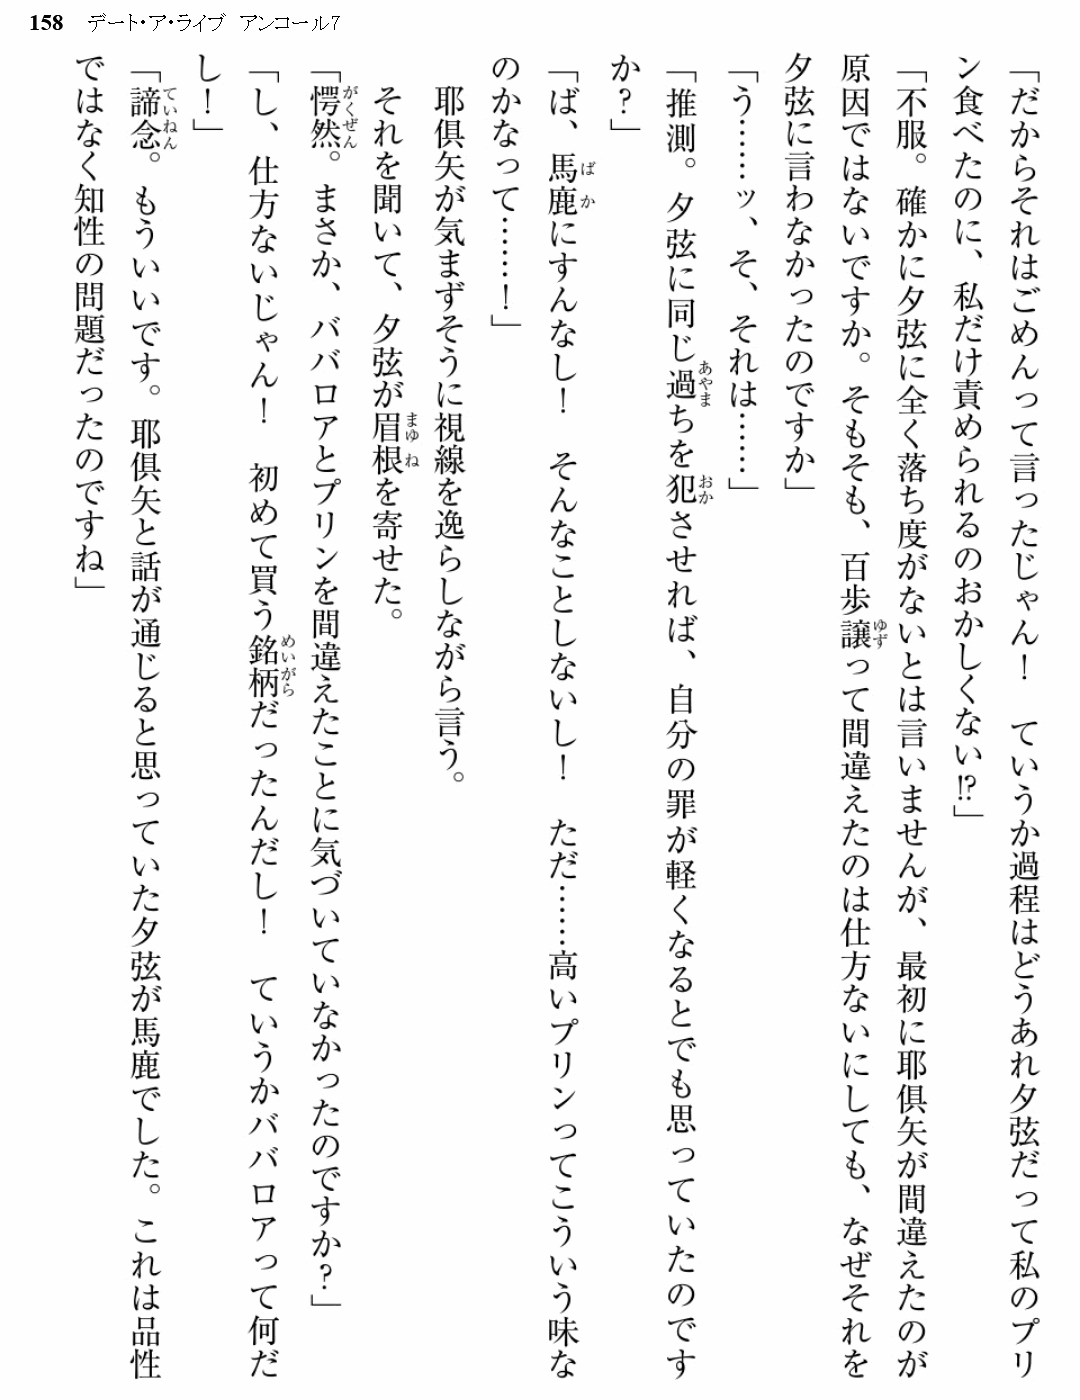 158 デート・ア・ライブ アンコール7
「だからそれはごめんって言ったじゃん！　ていうか過程はどうあれ夕弦だって私のプリ
ン食べたのに、私だけ責められるのおかしくない!?」
「不服。確かに夕弦に全く落ち度がないとは言いませんが、最初に耶倶矢が間違えたのが
原因ではないですか。そもそも、百歩譲って間違えたのは仕方ないにしても、なぜそれを
夕弦に言わなかったのですか」
「う……ッ、そ、それは……」
「推測。夕弦に同じ過ちを犯させれば、自分の罪が軽くなるとでも思っていたのです
か？」
「ば、馬鹿にすんなし！　そんなことしないし！　ただ……高いプリンってこういう味な
のかなって……！」
　耶倶矢が気まずそうに視線を逸らしながら言う。
　それを聞いて、夕弦が眉根を寄せた。
「愕然。まさか、ババロアとプリンを間違えたことに気づいていなかったのですか？」
「し、仕方ないじゃん！　初めて買う銘柄だったんだし！　ていうかババロアって何だ
し！」
「諦念。もういいです。耶倶矢と話が通じると思っていた夕弦が馬鹿でした。これは品性
ではなく知性の問題だったのですね」